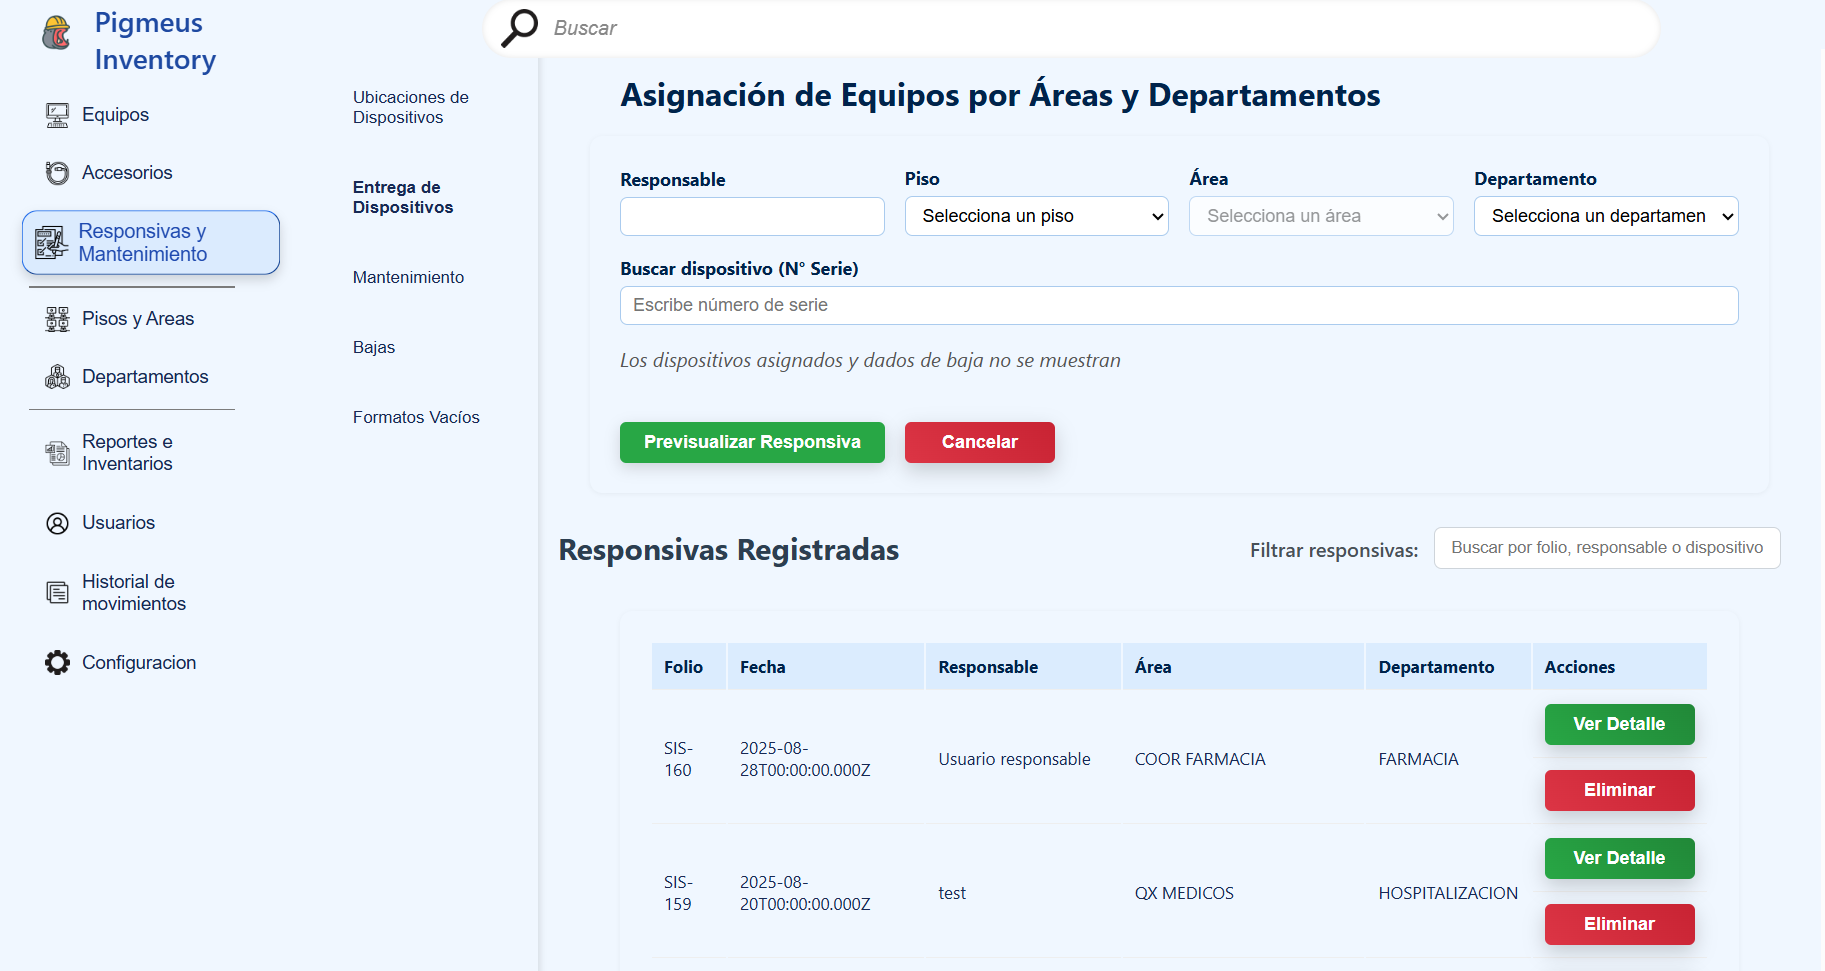 Pigmeus
Inventory
Buscar
Equipos
Accesorios
Responsivas y
Mantenimiento
Pisos y Areas
Departamentos
Reportes e
Inventarios
Usuarios
Historial de
movimientos
Configuracion
Ubicaciones de
Dispositivos
Entrega de
Dispositivos
Mantenimiento
Bajas
Formatos Vacíos
Asignación de Equipos por Áreas y Departamentos
Responsable Piso Área Departamento
Selecciona un piso Selecciona un área Selecciona un departamen
Buscar dispositivo (N° Serie)
Escribe número de serie
Los dispositivos asignados y dados de baja no se muestran
Previsualizar Responsiva Cancelar
Responsivas Registradas Filtrar responsivas: Buscar por folio, responsable o dispositivo
Folio Fecha Responsable Área Departamento Acciones
SIS-
160
2025-08-
28T00:00:00.000Z
Usuario responsable COOR FARMACIA FARMACIA
Ver Detalle
Eliminar
SIS-
159
2025-08-
20T00:00:00.000Z
test QX MEDICOS HOSPITALIZACION
Ver Detalle
Eliminar